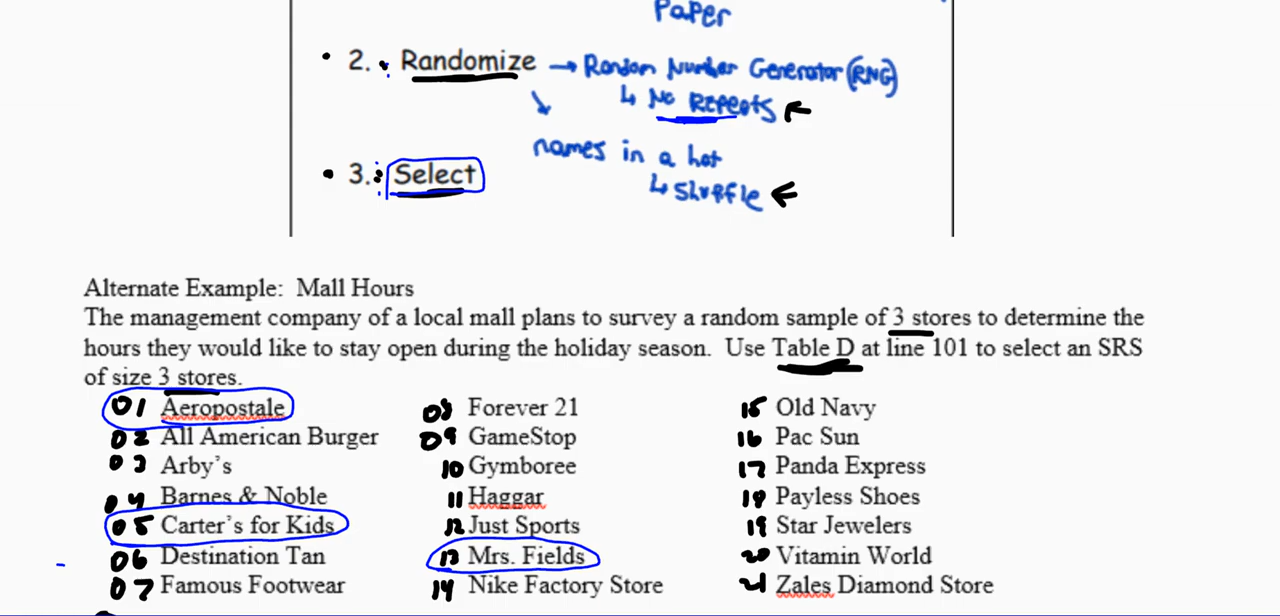 PaPer
• 2. Randomize → Random Number Generator (RNG)
↳ No Repeats ←
names in a hat
• 3. Select
↳ Shuffle ←
Alternate Example: Mall Hours
The management company of a local mall plans to survey a random sample of 3 stores to determine the
hours they would like to stay open during the holiday season. Use Table D at line 101 to select an SRS
of size 3 stores.
01 Aeropostale 08 Forever 21 15 Old Navy
02 All American Burger 09 GameStop 16 Pac Sun
03 Arby's 10 Gymboree 17 Panda Express
04 Barnes & Noble 11 Haggar 18 Payless Shoes
05 Carter's for Kids 12 Just Sports 19 Star Jewelers
06 Destination Tan 13 Mrs. Fields 20 Vitamin World
07 Famous Footwear 14 Nike Factory Store 21 Zales Diamond Store